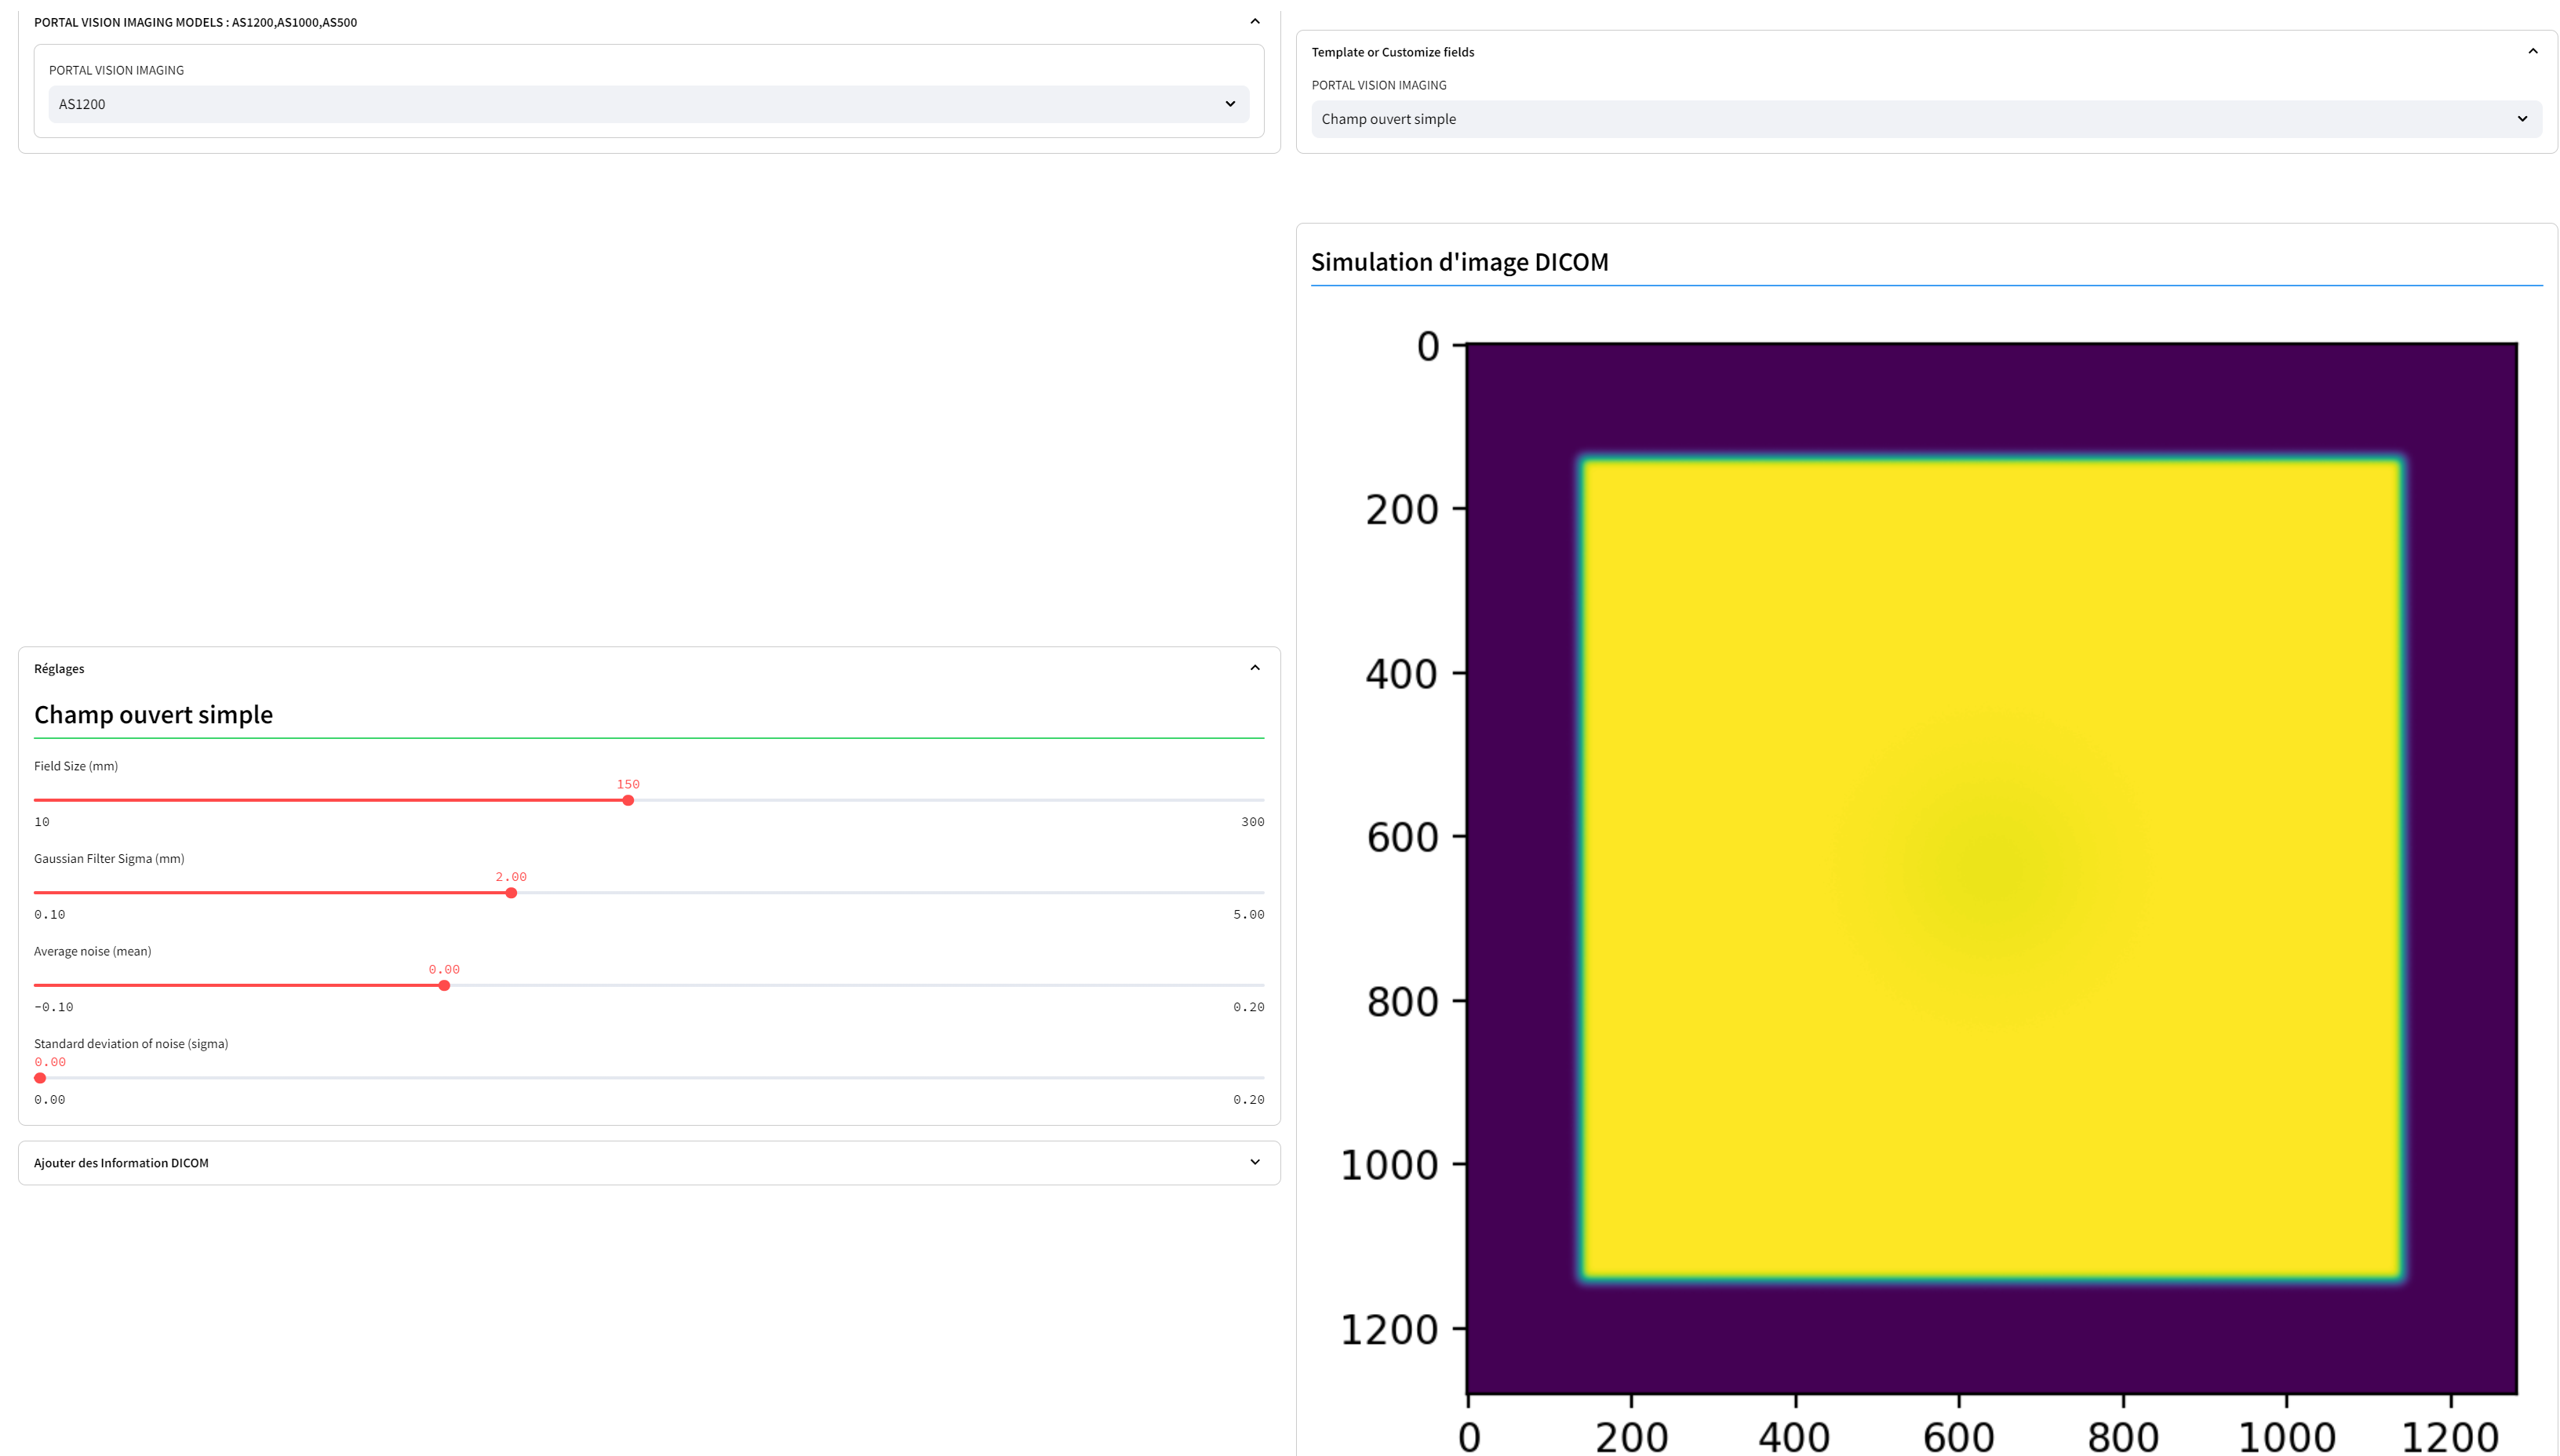 PORTAL VISION IMAGING MODELS : AS1200,AS1000,AS500
PORTAL VISION IMAGING
AS1200
Template or Customize fields
PORTAL VISION IMAGING
Champ ouvert simple
Réglages
Champ ouvert simple
Field Size (mm)
150
10 300
Gaussian Filter Sigma (mm)
2.00
0.10 5.00
Average noise (mean)
0.00
-0.10 0.20
Standard deviation of noise (sigma)
0.00
0.00 0.20
Ajouter des Information DICOM
Simulation d'image DICOM
0
200
400
600
800
1000
1200
0 200 400 600 800 1000 1200